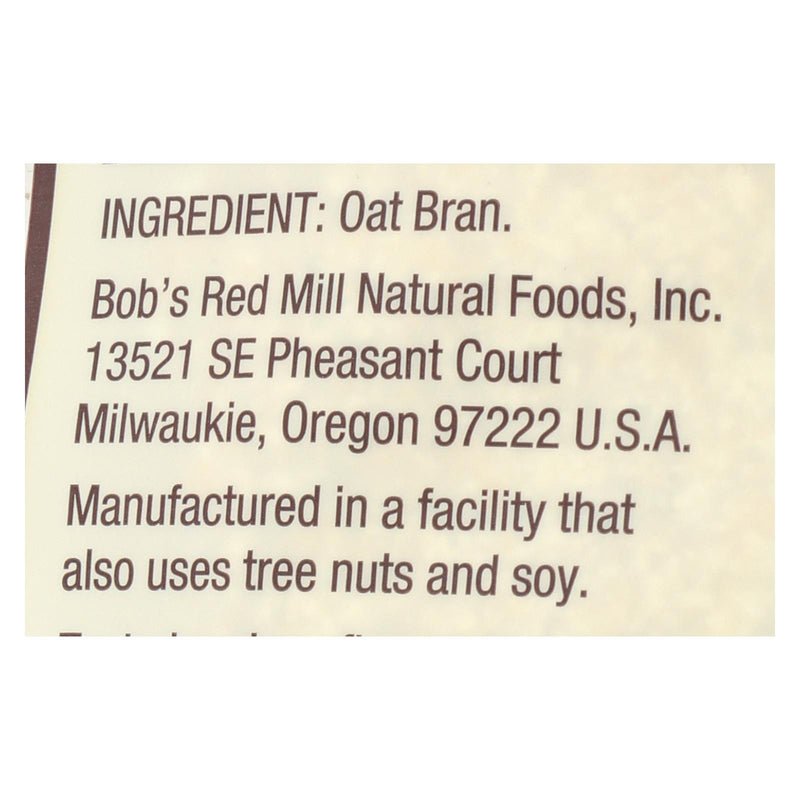 INGREDIENT: Oat Bran.
Bob's Red Mill Natural Foods, Inc.
13521 SE Pheasant Court
Milwaukie, Oregon 97222 U.S.A.
Manufactured in a facility that
also uses tree nuts and soy.